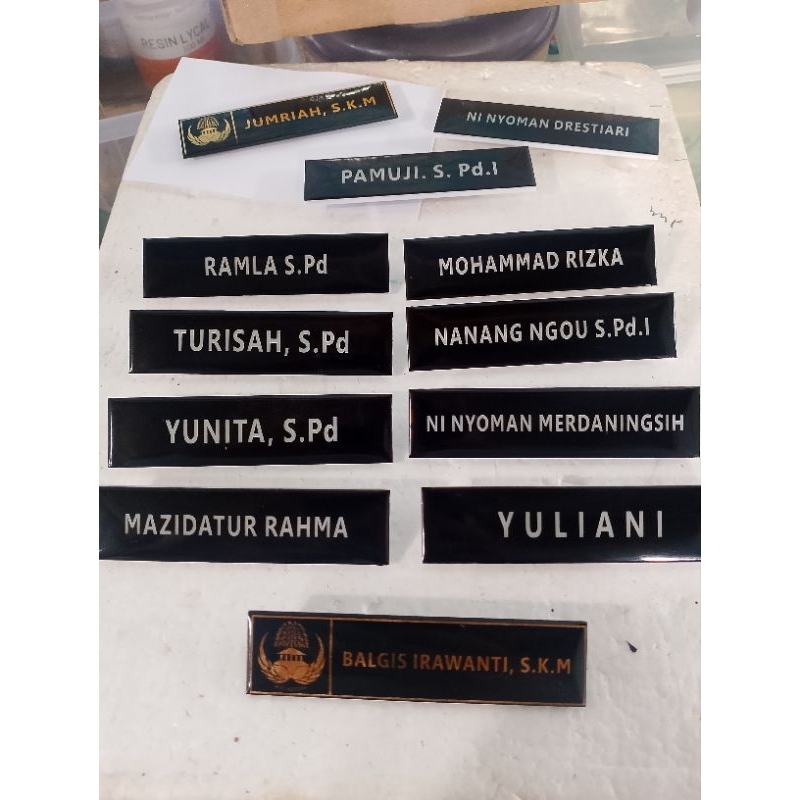 RESIN LYCAL
JUMRIAH, S.K.M
NI NYOMAN DRESTIARI
PAMUJI. S. Pd.I
RAMLA S.Pd
MOHAMMAD RIZKA
TURISAH, S.Pd
NANANG NGOU S.Pd.I
YUNITA, S.Pd
NI NYOMAN MERDANINGSIH
MAZIDATUR RAHMA
YULIANI
BALGIS IRAWANTI, S.K.M